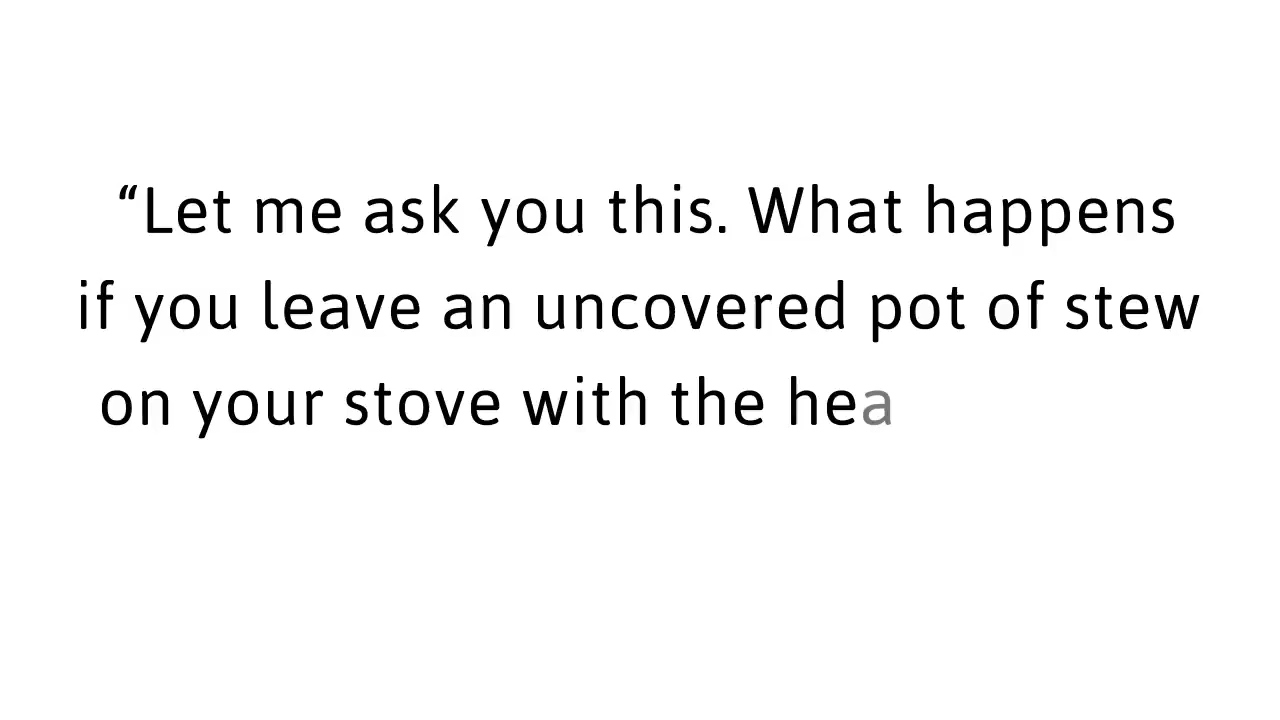 “Let me ask you this. What happens
if you leave an uncovered pot of stew
on your stove with the hea